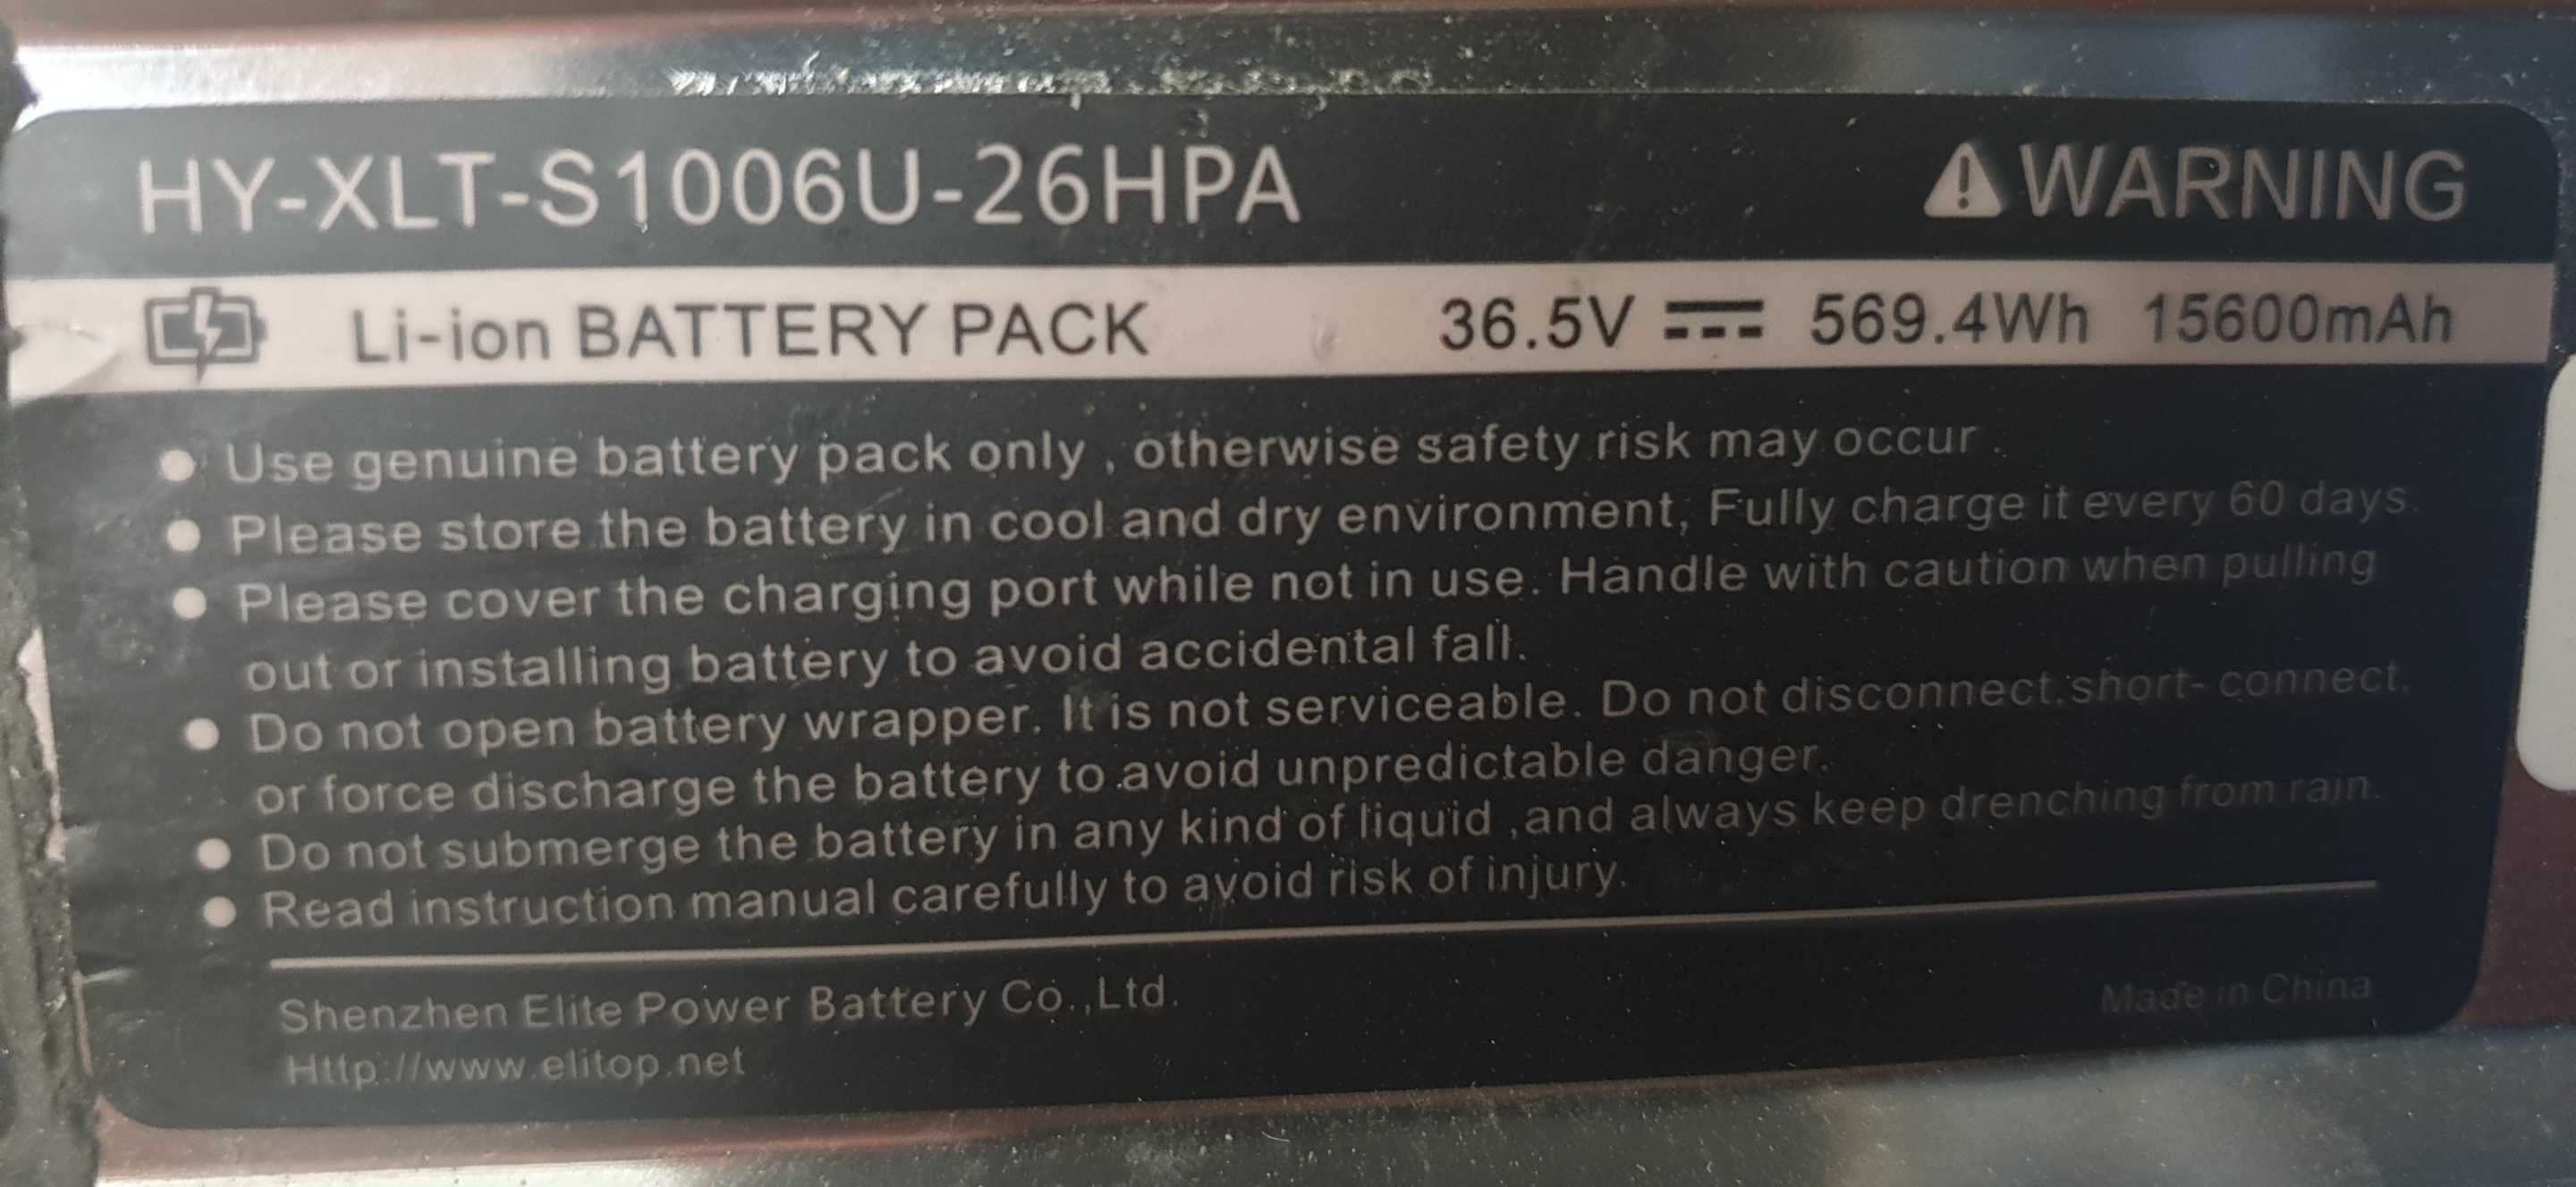 HY-XLT-S1006U-26HPA
WARNING
Li-ion BATTERY PACK 36.5V 569.4Wh 15600mAh
Use genuine battery pack only , otherwise safety risk may occur .
Please store the battery in cool and dry environment, Fully charge it every 60 days.
Please cover the charging port while not in use. Handle with caution when pulling
out or installing battery to avoid accidental fall.
Do not open battery wrapper. It is not serviceable. Do not disconnect,short- connect,
or force discharge the battery to avoid unpredictable danger.
Do not submerge the battery in any kind of liquid ,and always keep drenching from rain.
Read instruction manual carefully to avoid risk of injury.
Shenzhen Elite Power Battery Co.,Ltd.
Made in China
Http://www.elitop.net